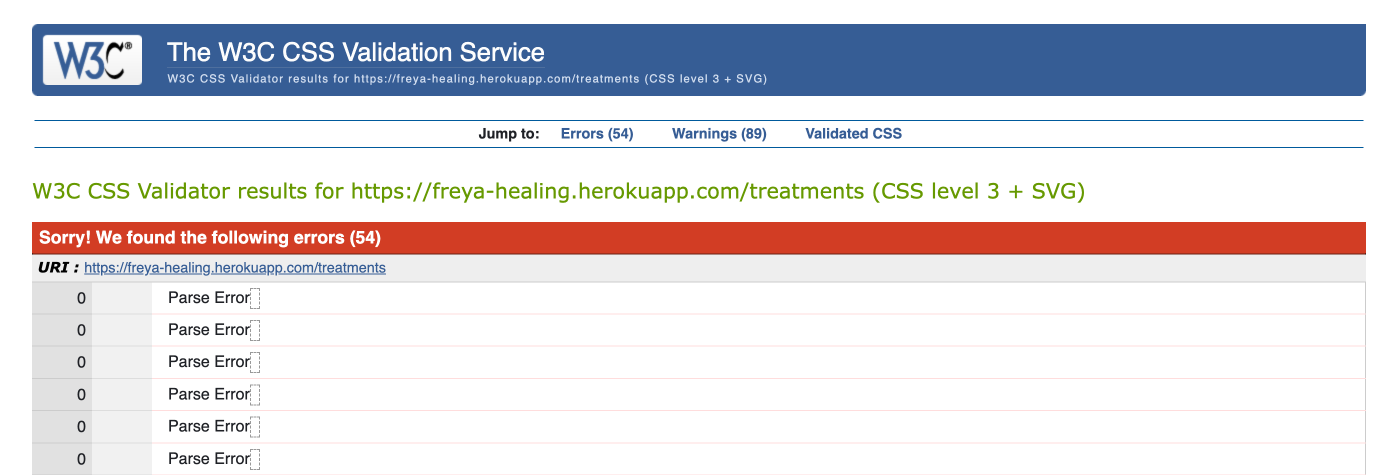 W3C®
The W3C CSS Validation Service
W3C CSS Validator results for https://freya-healing.herokuapp.com/treatments (CSS level 3 + SVG)
Jump to: Errors (54) Warnings (89) Validated CSS
W3C CSS Validator results for https://freya-healing.herokuapp.com/treatments (CSS level 3 + SVG)
Sorry! We found the following errors (54)
URI : https://freya-healing.herokuapp.com/treatments
0 Parse Error
0 Parse Error
0 Parse Error
0 Parse Error
0 Parse Error
0 Parse Error